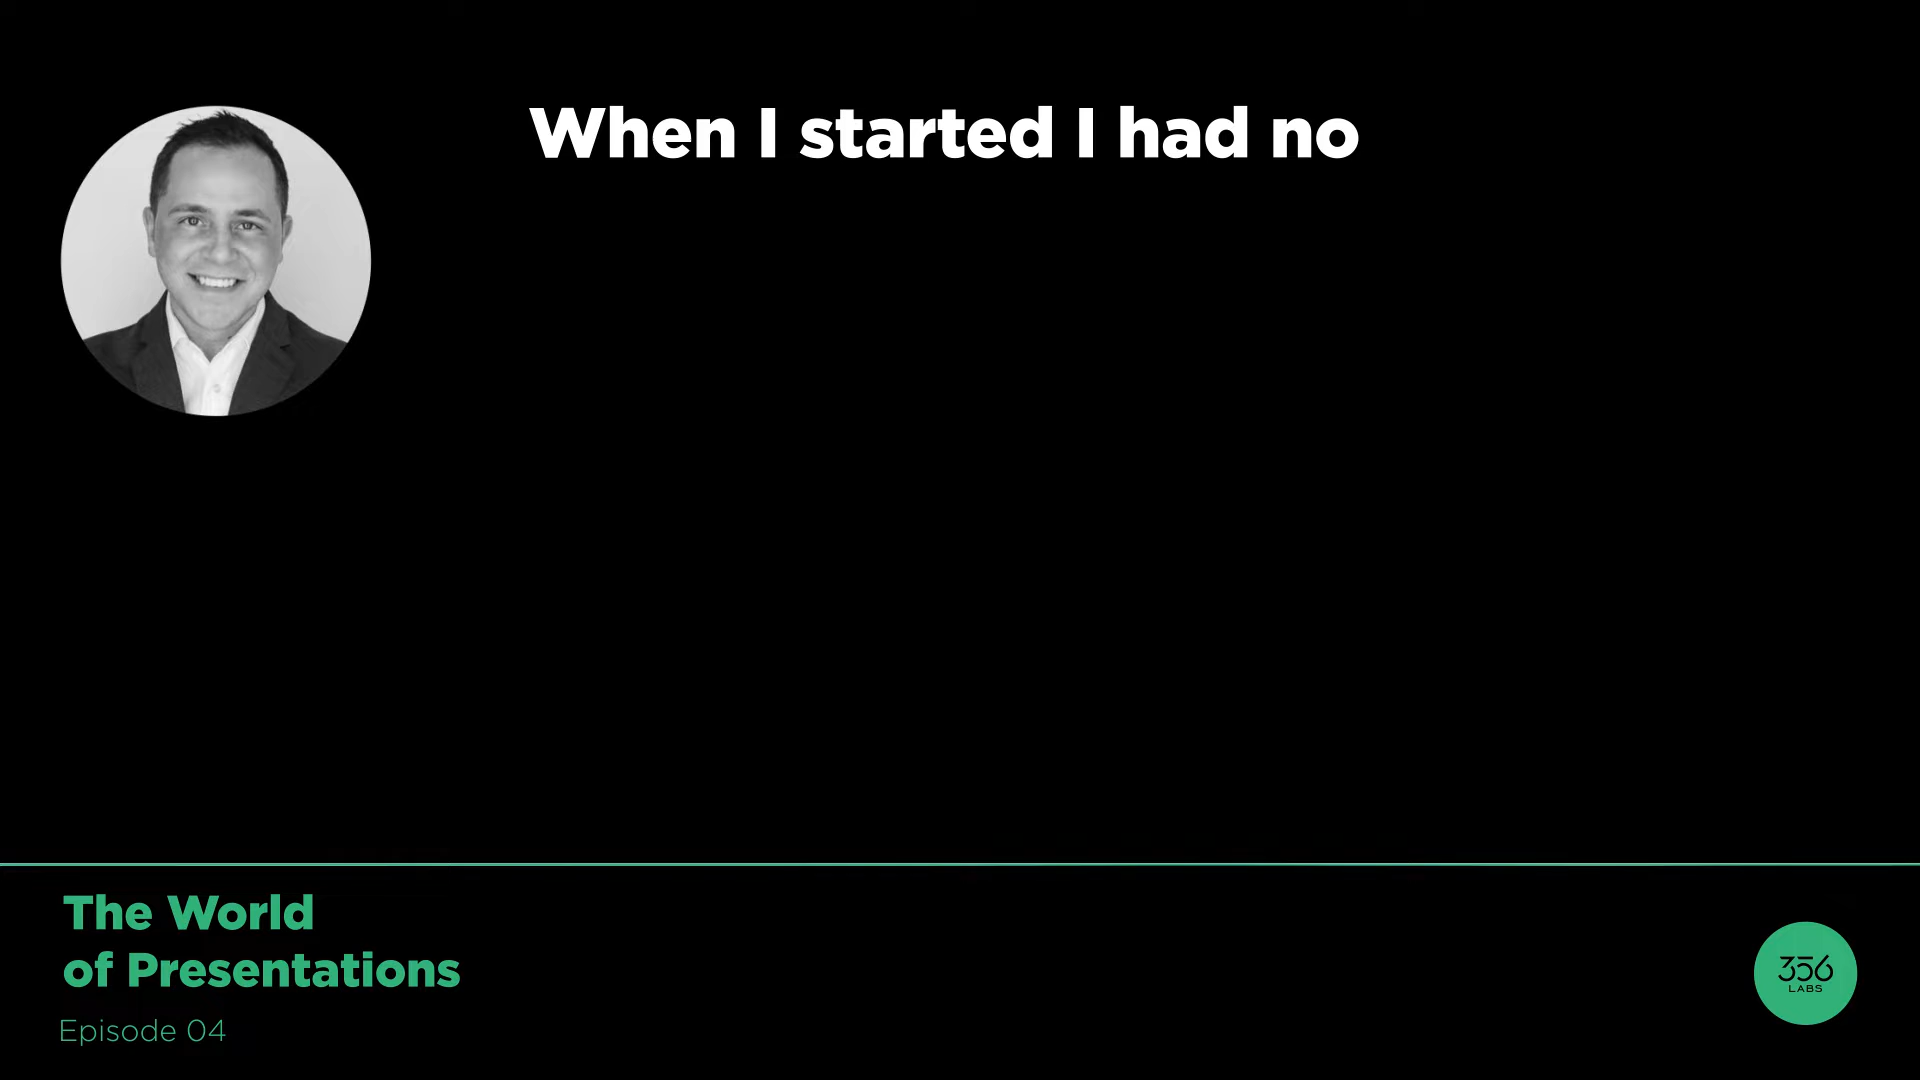 When I started I had no
The World
of Presentations
Episode 04
356
LABS